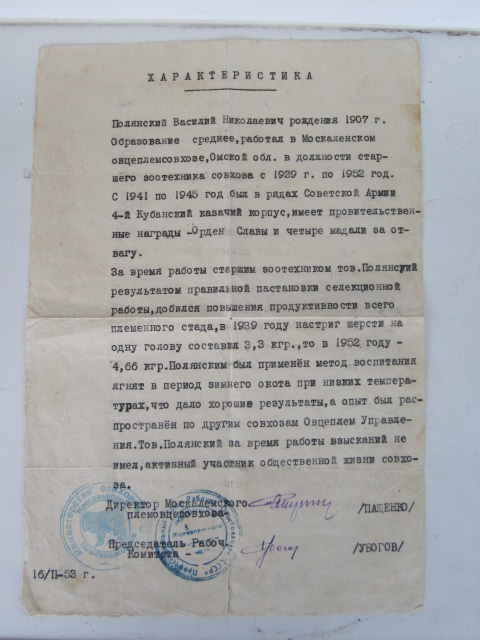 ХАРАКТЕРИСТИКА
Полянский Василий Николаевич рождения 1907 г.
Образование среднее,работал в Москаленском
овцеплемсовхозе,Омской обл. в должности стар-
шего зоотехника совхоза с 1939 г. по 1952 год.
С 1941 по 1945 год был в рядах Советской Армии
4-й Кубанский казачий корпус,имеет провительствен-
ные награды -Орден Славы и четыре мадали за от-
вагу.
За время работы старшим зоотехником тов.Полянский
результатом правильной пастановки селекционной
работы,добился повышения продуктивности всего
племенного стада,в 1939 году настриг шерсти на
одну голову составил 3,3 кгр.,то в 1952 году -
4,66 кгр.Полянским был применён метод воспитания
ягнят в период зимнего окота при низких темпера-
турах,что дало хорошие результаты,а опыт был рас-
пространён по другим совхозам Овцеплем Управле-
ния.Тов.Полянский за время работы взысканий не
имел,активный участник общественной жизни совхо-
за.
Директор Москаленского
племовцесовхоза- /ПАЩЕНЮ/
Председатель Рабоч.
Комитета - /УБОГОВ/
16/II-53 г.